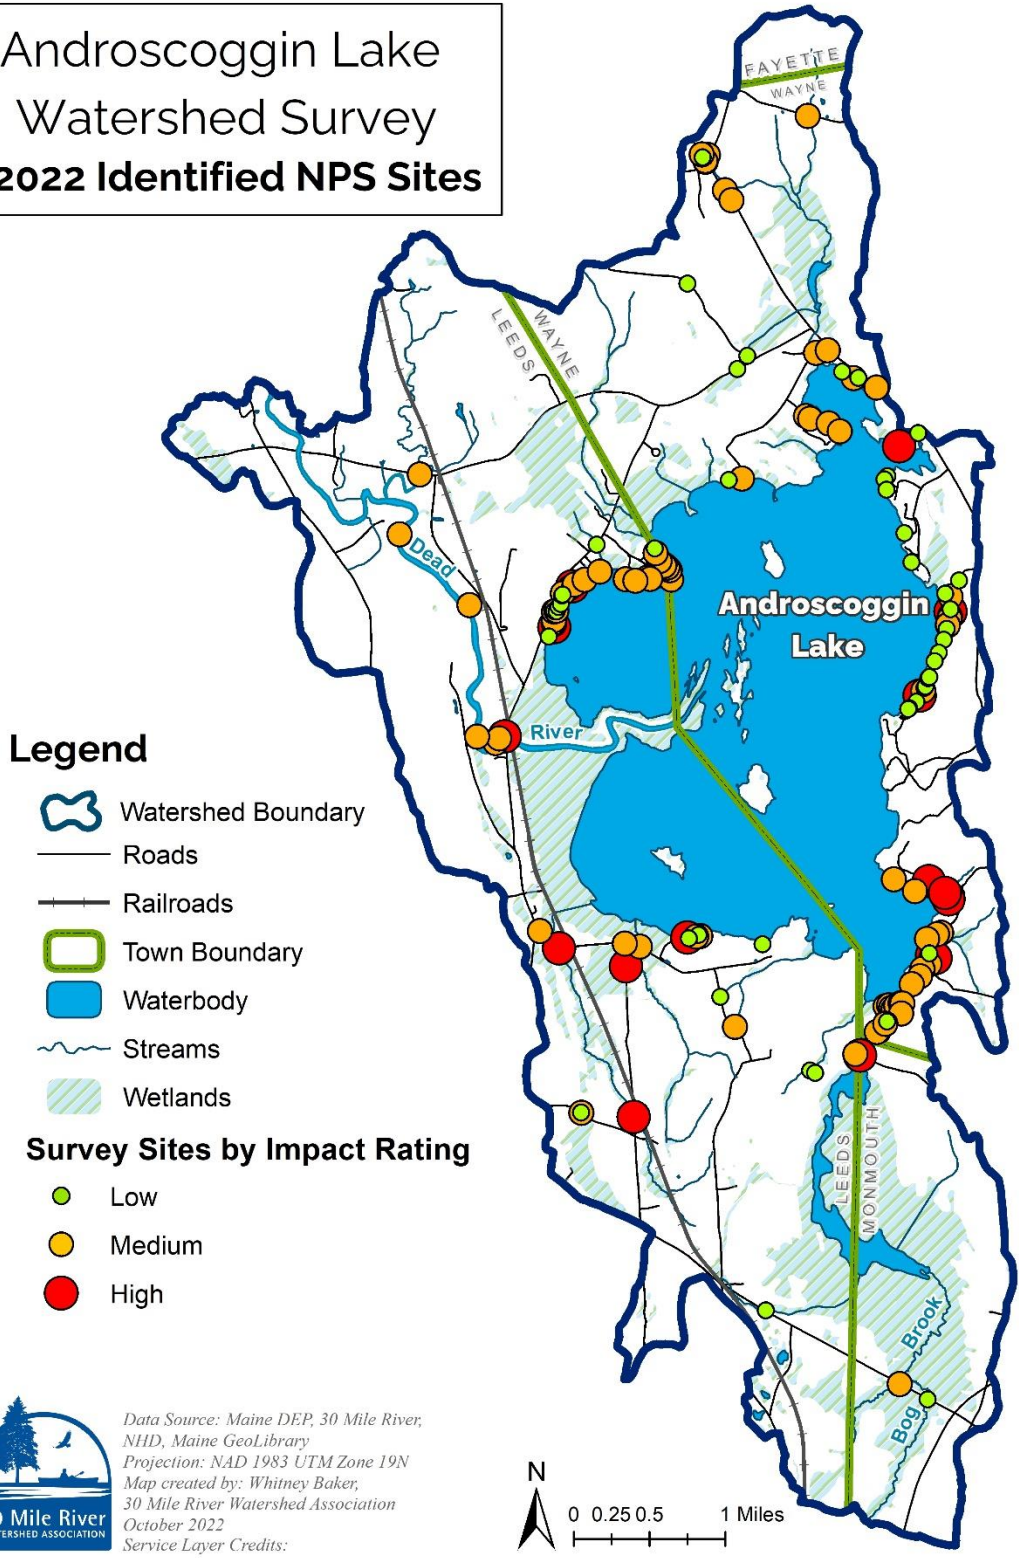 Androscoggin Lake
Watershed Survey
2022 Identified NPS Sites
FAYETTE
WAYNE
WAYNE
LEEDS
Dead
Androscoggin
Lake
River
Legend
Watershed Boundary
Roads
Railroads
Town Boundary
Waterbody
Streams
Wetlands
Survey Sites by Impact Rating
Low
Medium
High
LEEDS
MONMOUTH
Brook
Bog
Data Source: Maine DEP, 30 Mile River,
NHD, Maine GeoLibrary
Projection: NAD 1983 UTM Zone 19N
Map created by: Whitney Baker,
30 Mile River Watershed Association
October 2022
Service Layer Credits:
0 Mile River
TERSHED ASSOCIATION
N
0 0.25 0.5 1 Miles